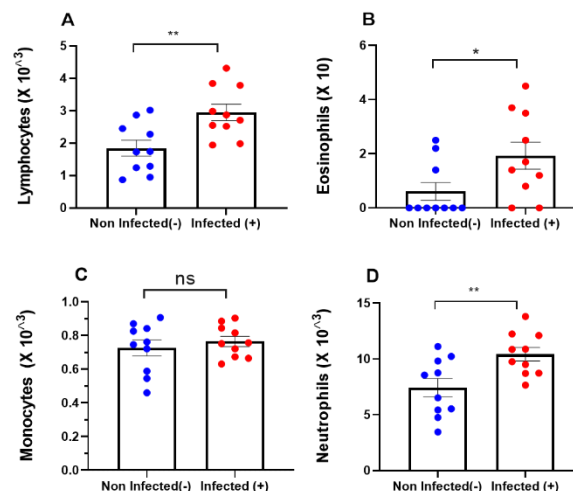 A
Lymphocytes (X 10^3)
5
4
3
2
1
0
**
Non Infected(-) Infected (+)
B
Eosinophils (X 10)
6
4
2
0
*
Non Infected(-) Infected (+)
C
Monocytes (X 10^3)
1.0
0.8
0.6
0.4
0.2
0.0
ns
Non Infected(-) Infected (+)
D
Neutrophils (X 10^3)
15
10
5
0
**
Non Infected(-) Infected (+)